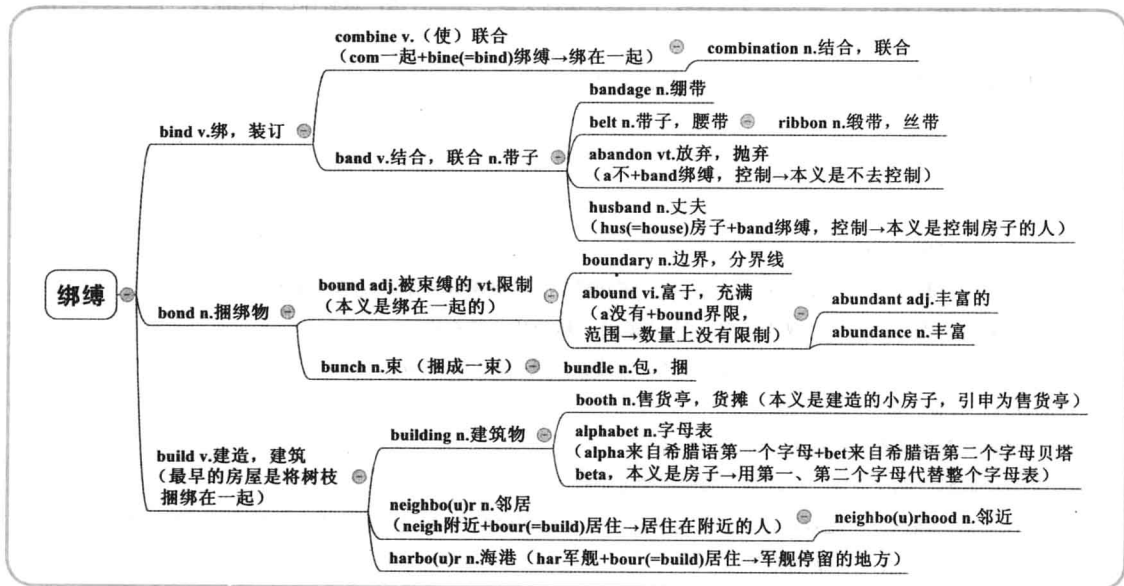 绑缚
bind v.绑，装订
combine v.（使）联合
（com一起+bine(=bind)绑缚→绑在一起）
combination n.结合，联合
band v.结合，联合 n.带子
bandage n.绷带
belt n.带子，腰带
ribbon n.缎带，丝带
abandon vt.放弃，抛弃
（a不+band绑缚，控制→本义是不去控制）
husband n.丈夫
（hus(=house)房子+band绑缚，控制→本义是控制房子的人）
bond n.捆绑物
bound adj.被束缚的 vt.限制
（本义是绑在一起的）
boundary n.边界，分界线
abound vi.富于，充满
（a没有+bound界限，
范围→数量上没有限制）
abundant adj.丰富的
abundance n.丰富
bunch n.束 （捆成一束）
bundle n.包，捆
build v.建造，建筑
（最早的房屋是将树枝
捆绑在一起）
building n.建筑物
booth n.售货亭，货摊（本义是建造的小房子，引申为售货亭）
alphabet n.字母表
（alpha来自希腊语第一个字母+bet来自希腊语第二个字母贝塔
beta，本义是房子→用第一、第二个字母代替整个字母表）
neighbo(u)r n.邻居
（neigh附近+bour(=build)居住→居住在附近的人）
neighbo(u)rhood n.邻近
harbo(u)r n.海港（har军舰+bour(=build)居住→军舰停留的地方）